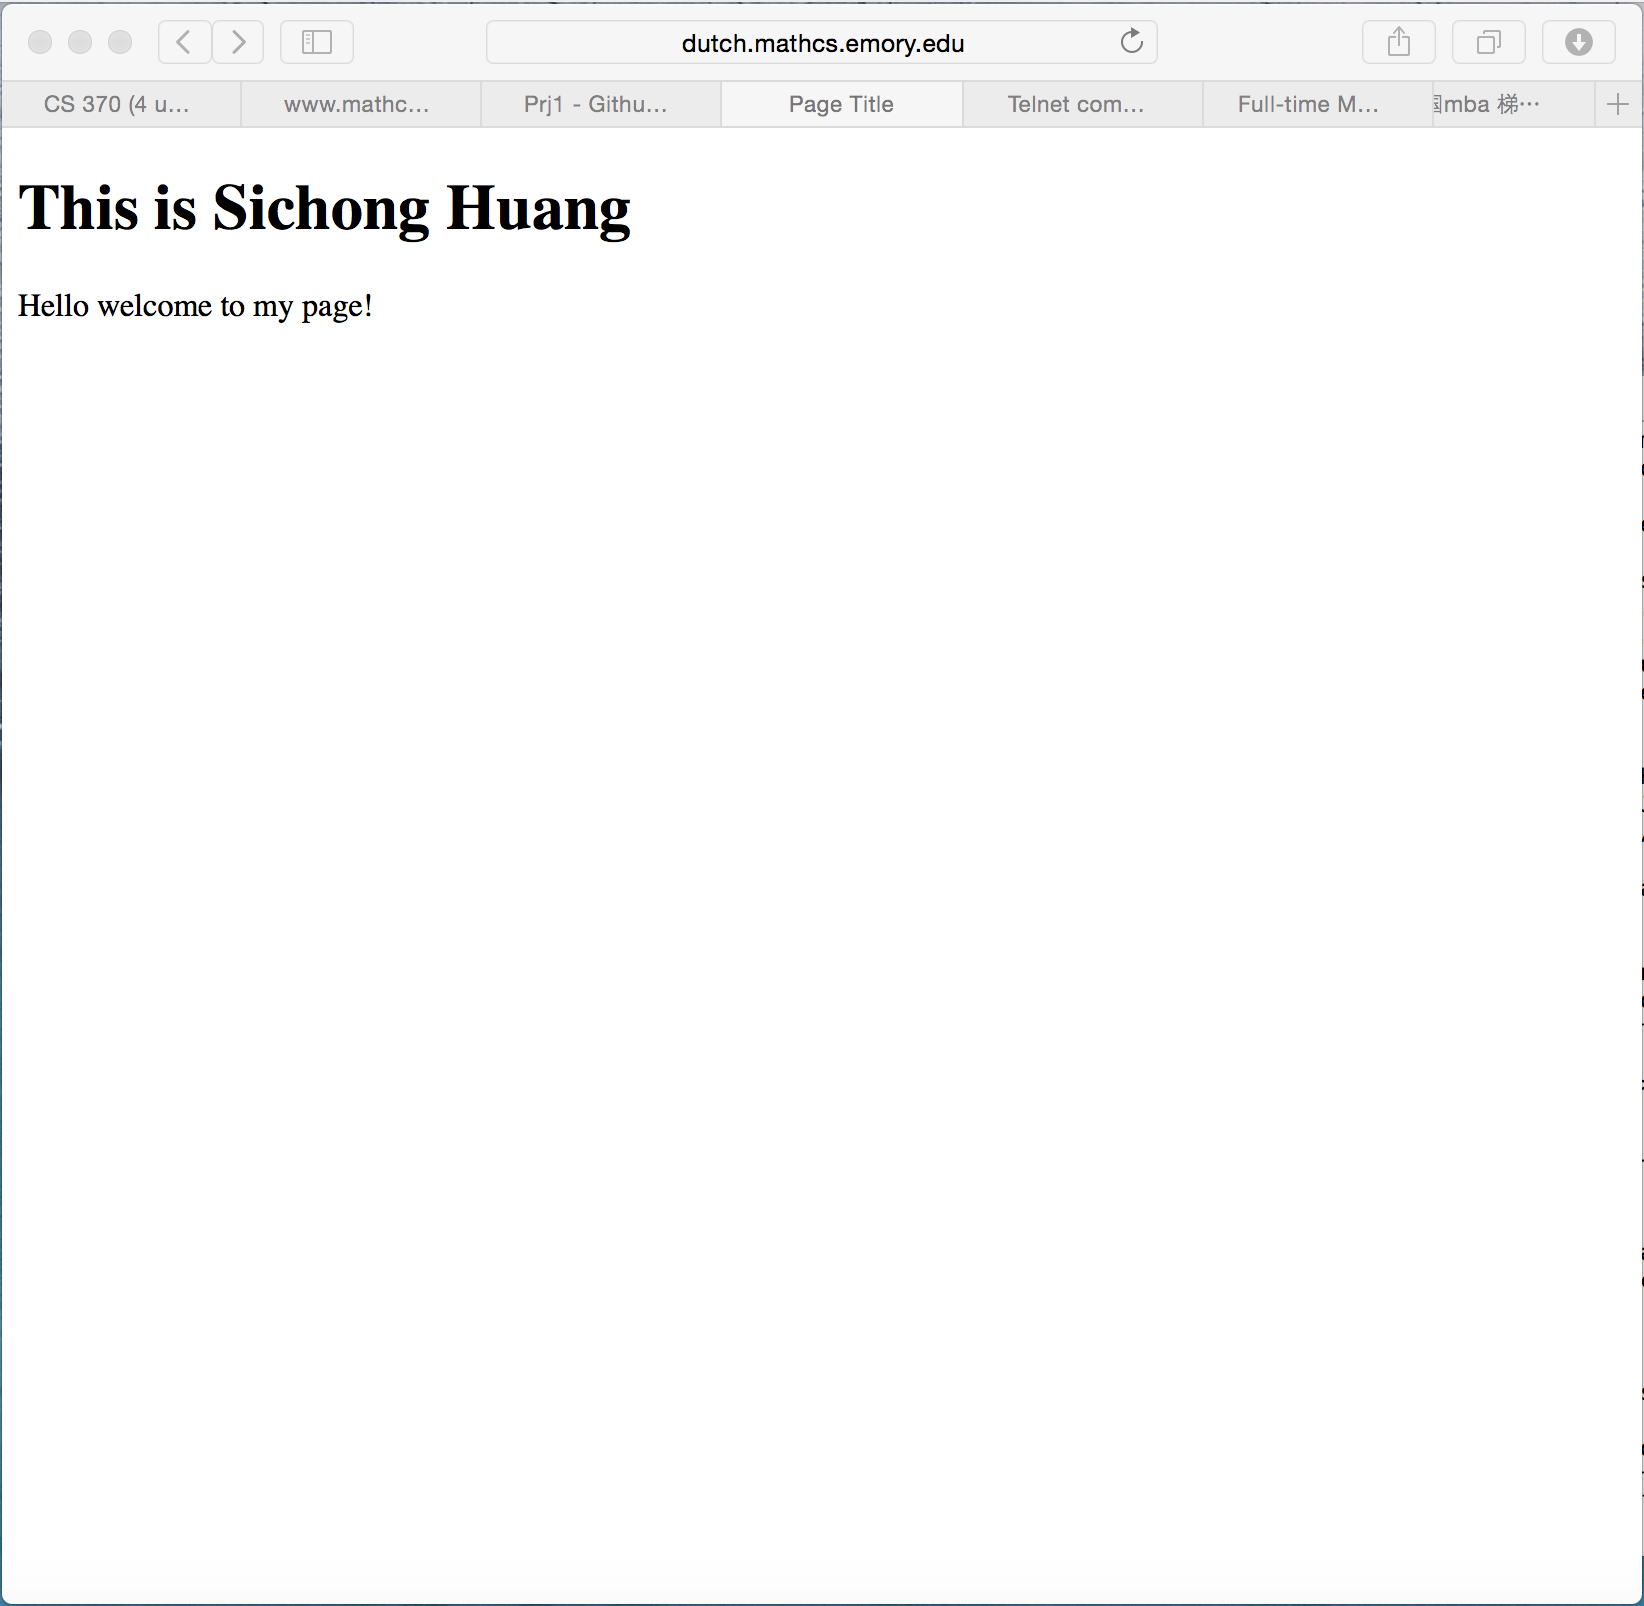 dutch.mathcs.emory.edu
CS 370 (4 u... www.mathc... Prj1 - Githu... Page Title Telnet com... Full-time M... mba 梯…
This is Sichong Huang
Hello welcome to my page!